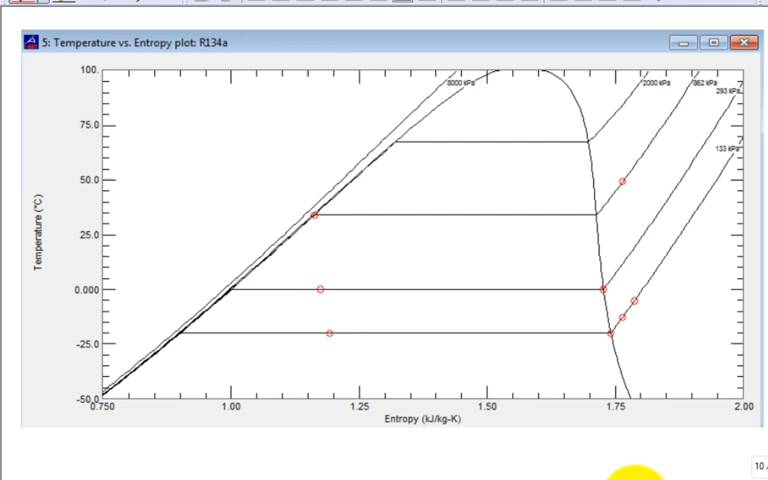 5: Temperature vs. Entropy plot: R134a
100.
8000 kPa
2000 kPa
862 kPa
293 kPa
75.0
133 kPa
50.0
Temperature (°C)
25.0
0.000
-25.0
-50.0
0.750
1.00
1.25
1.50
1.75
2.00
Entropy (kJ/kg-K)
10